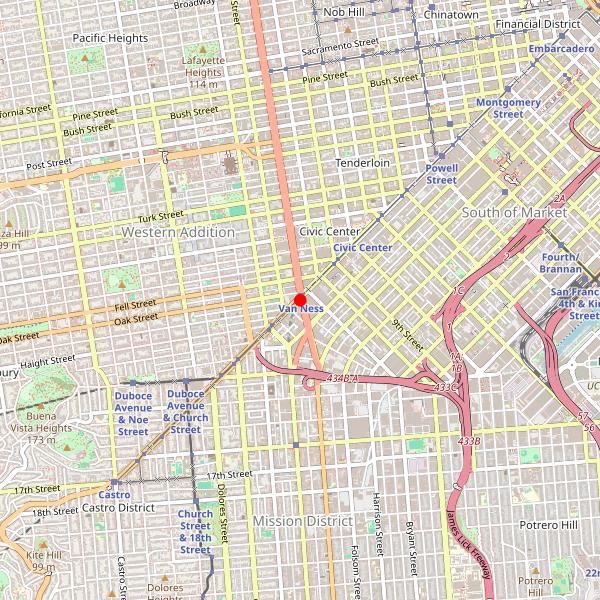 Broadway
Street
Nob Hill
Chinatown
Pacific Heights
Financial District
Sacramento Street
Embarcadero
Lafayette
Heights
114 m
Pine Street
Bush Street
ifornia Street
Pine Street
Bush Street
Bush Street
Montgomery
Street
Post Street
Tenderloin
Powell
Street
2A
Turk Street
South of Market
za Hill
99 m
Western Addition
Civic Center
Civic Center
2
Fourth/
Brannan
1C
Fell Street
Oak Street
Van Ness
9th Street
1
San Franc
4th & Kin
Street
Oak Street
Haight Street
1A
1B
bury
434B;A
433C
UC
Duboce
Avenue
& Noe
Street
Duboce
Avenue
& Church
Street
Buena
Vista Heights
173 m
57
56
433B
17th Street
17th Street
Castro
Castro District
18th Street
Church
Street
& 18th
Street
Dolores Street
Mission District
Harrison Street
Bryant Street
James Lick Freeway
Potrero Hill
Kite Hill
99 m
Castro Street
Dolores
Heights
Folsom Street
Potrero
Hill
22n